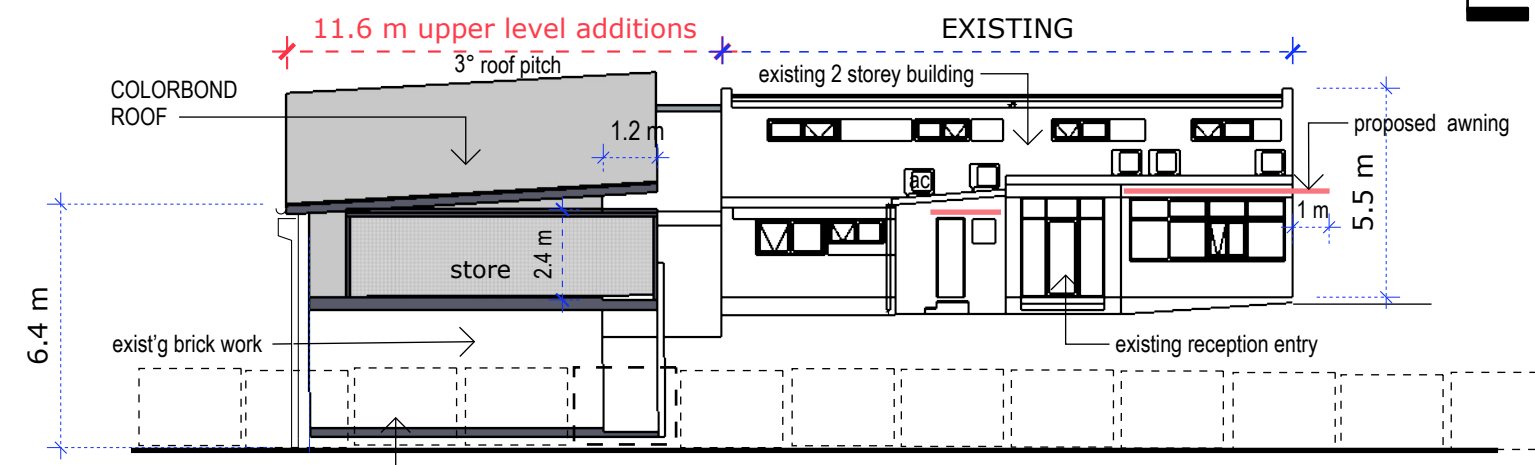 11.6 m upper level additions
EXISTING
3° roof pitch
existing 2 storey building
COLORBOND
ROOF
1.2 m
proposed awning
ac
5.5 m
1 m
store
2.4 m
6.4 m
exist'g brick work
existing reception entry